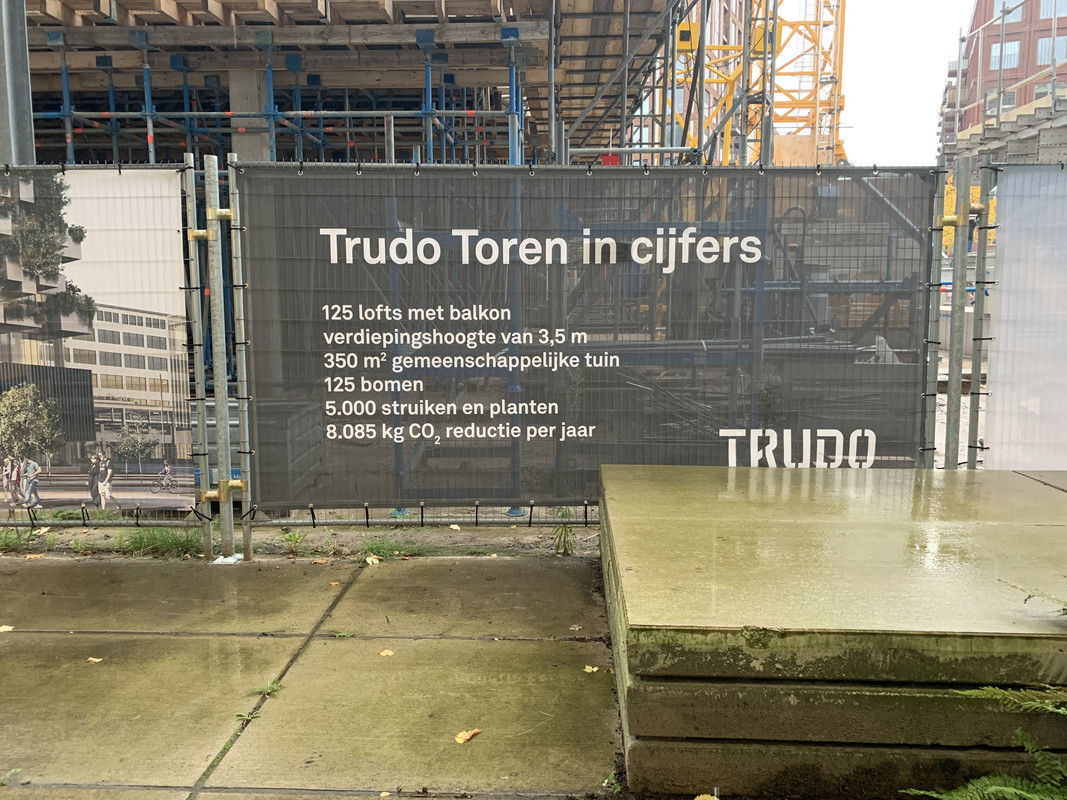 Trudo Toren in cijfers
125 lofts met balkon
verdiepingshoogte van 3,5 m
350 m² gemeenschappelijke tuin
125 bomen
5.000 struiken en planten
8.085 kg CO₂ reductie per jaar
TRUDO